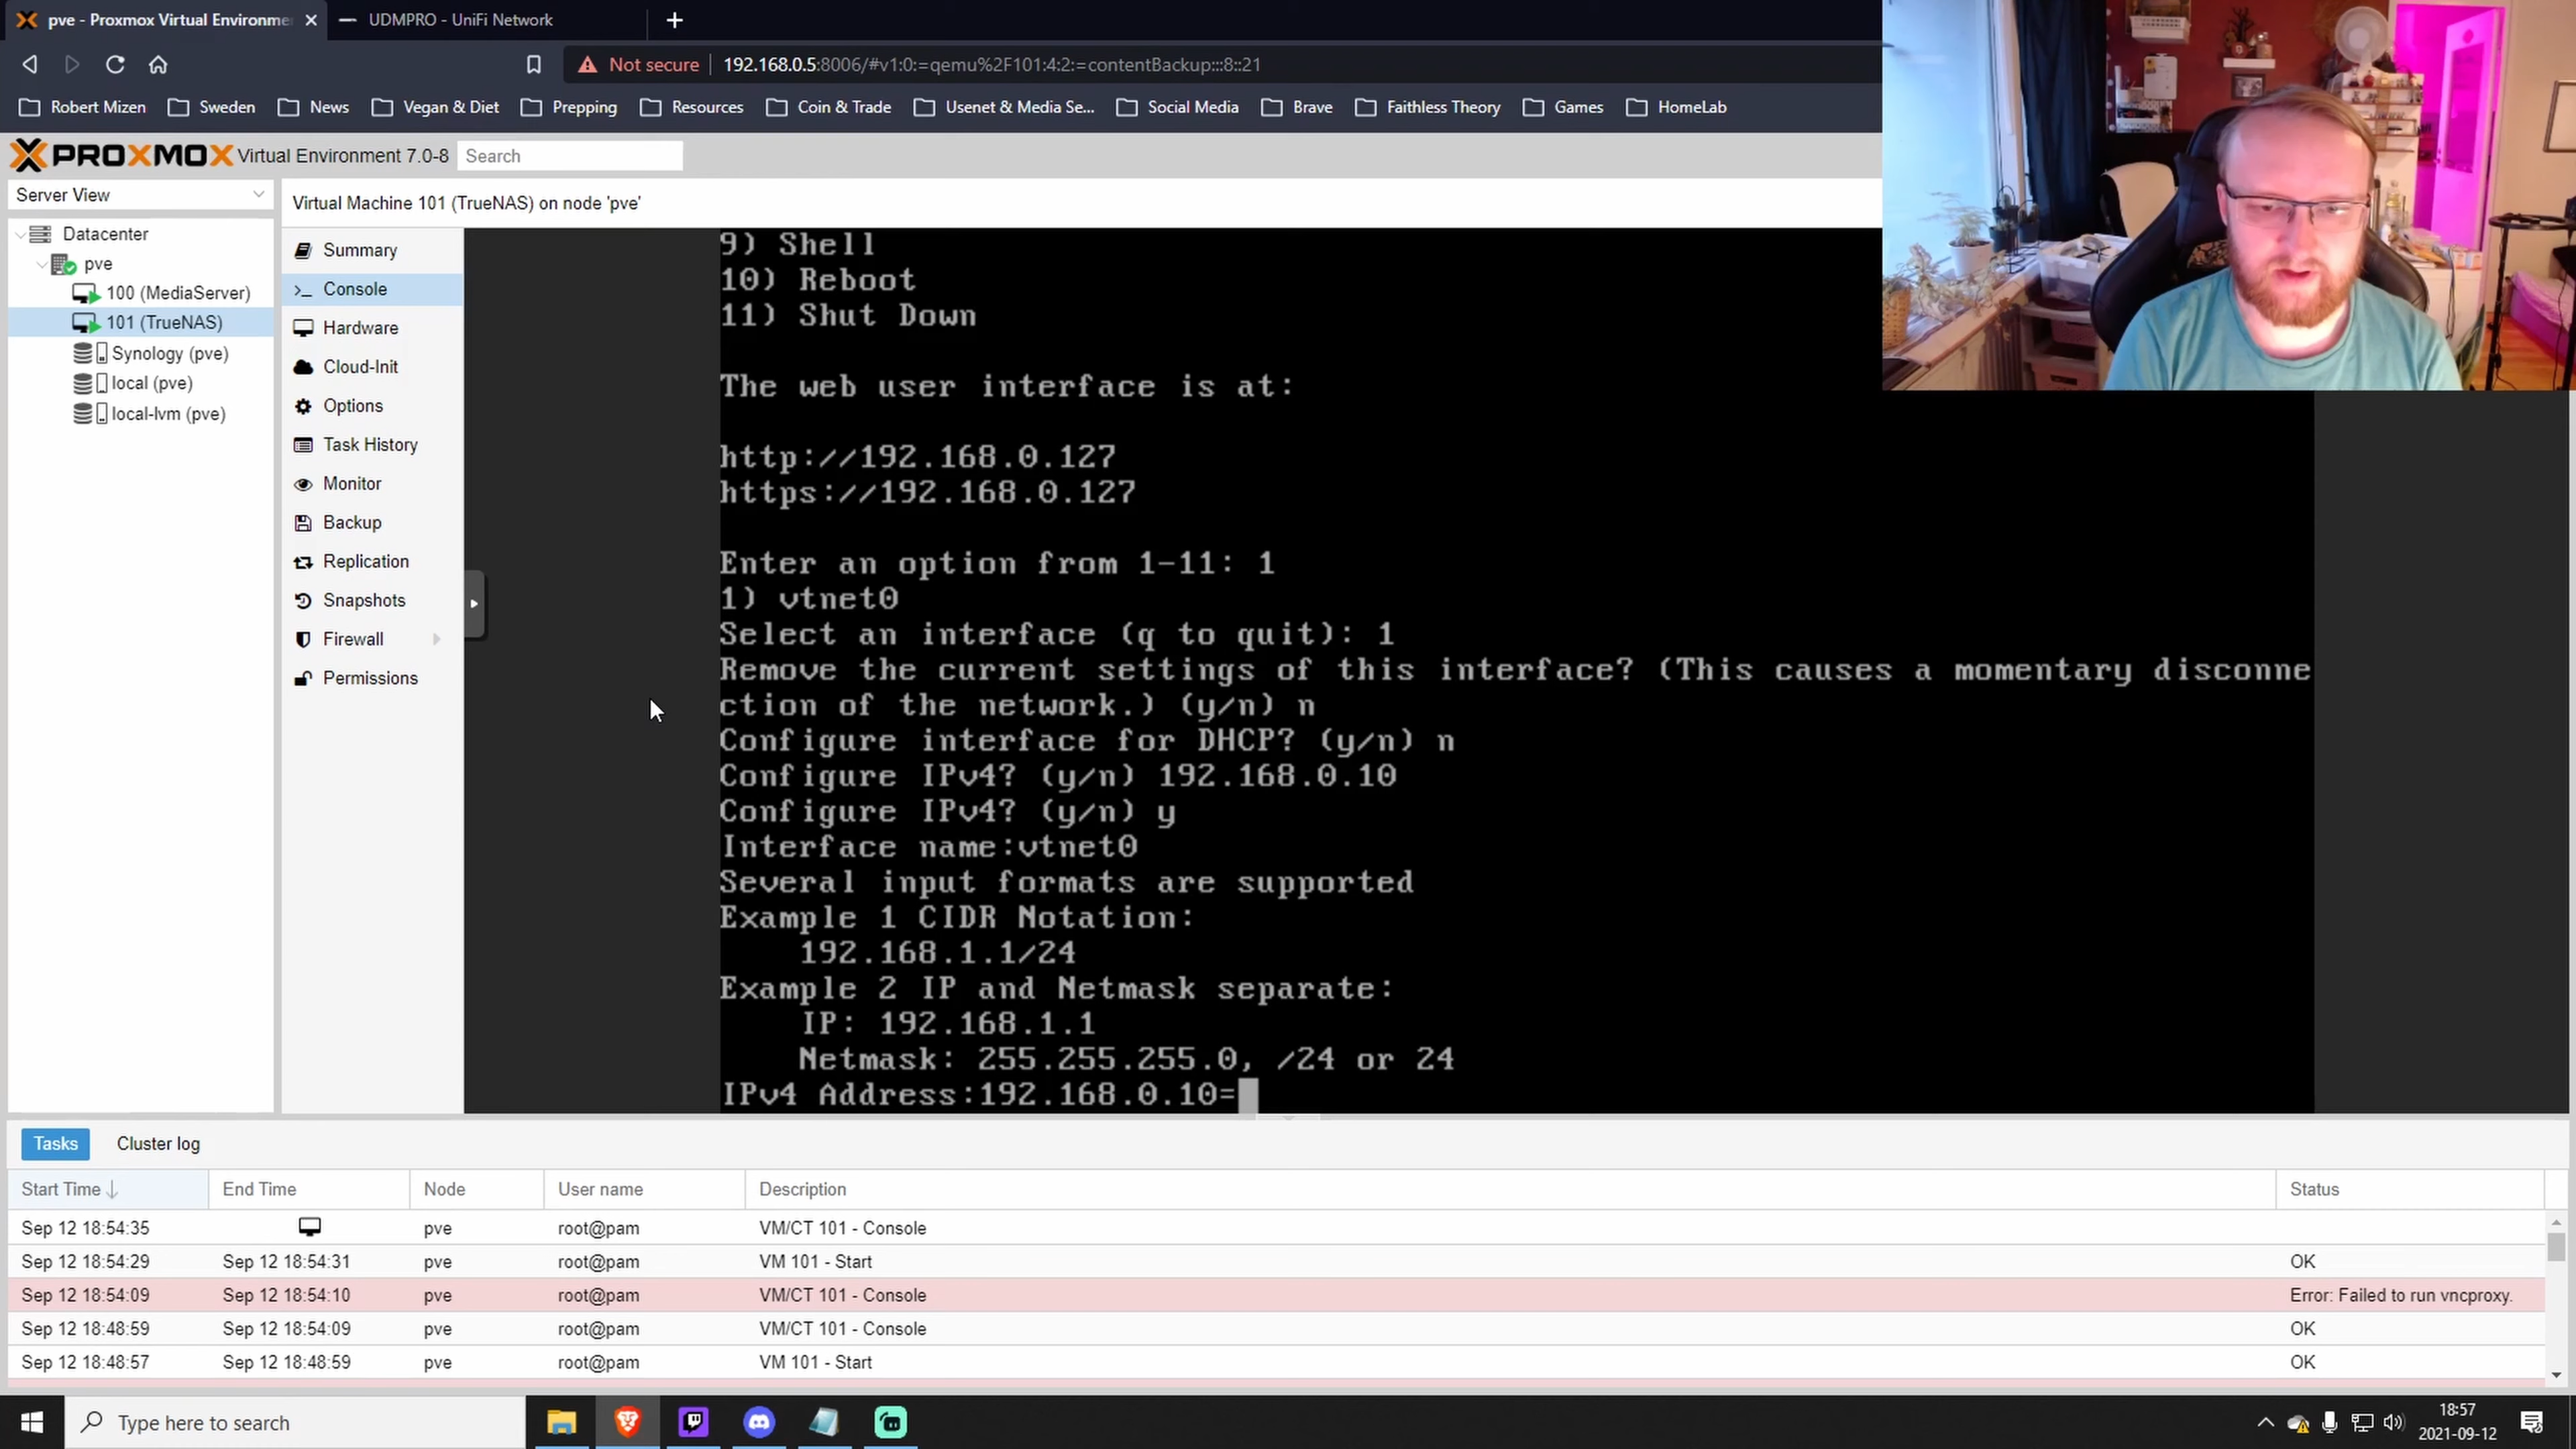 pve - Proxmox Virtual Environme
UDMPRO - UniFi Network
Not secure
192.168.0.5:8006/#v1:0:=qemu%2F101:4:2:=contentBackup:::8::21
Robert Mizen
Sweden
News
Vegan & Diet
Prepping
Resources
Coin & Trade
Usenet & Media Se...
Social Media
Brave
Faithless Theory
Games
HomeLab
PROXMOX Virtual Environment 7.0-8
Search
Server View
Datacenter
pve
100 (MediaServer)
101 (TrueNAS)
Synology (pve)
local (pve)
local-lvm (pve)
Virtual Machine 101 (TrueNAS) on node 'pve'
Summary
Console
Hardware
Cloud-Init
Options
Task History
Monitor
Backup
Replication
Snapshots
Firewall
Permissions
9) Shell
10) Reboot
11) Shut Down
The web user interface is at:
http://192.168.0.127
https://192.168.0.127
Enter an option from 1-11: 1
1) vtnet0
Select an interface (q to quit): 1
Remove the current settings of this interface? (This causes a momentary disconne
ction of the network.) (y/n) n
Configure interface for DHCP? (y/n) n
Configure IPv4? (y/n) 192.168.0.10
Configure IPv4? (y/n) y
Interface name:vtnet0
Several input formats are supported
Example 1 CIDR Notation:
192.168.1.1/24
Example 2 IP and Netmask separate:
IP: 192.168.1.1
Netmask: 255.255.255.0, /24 or 24
IPv4 Address:192.168.0.10=
Tasks
Cluster log
Start Time End Time Node User name Description Status
Sep 12 18:54:35 pve root@pam VM/CT 101 - Console
Sep 12 18:54:29 Sep 12 18:54:31 pve root@pam VM 101 - Start OK
Sep 12 18:54:09 Sep 12 18:54:10 pve root@pam VM/CT 101 - Console Error: Failed to run vncproxy.
Sep 12 18:48:59 Sep 12 18:54:09 pve root@pam VM/CT 101 - Console OK
Sep 12 18:48:57 Sep 12 18:48:59 pve root@pam VM 101 - Start OK
Type here to search
18:57
2021-09-12